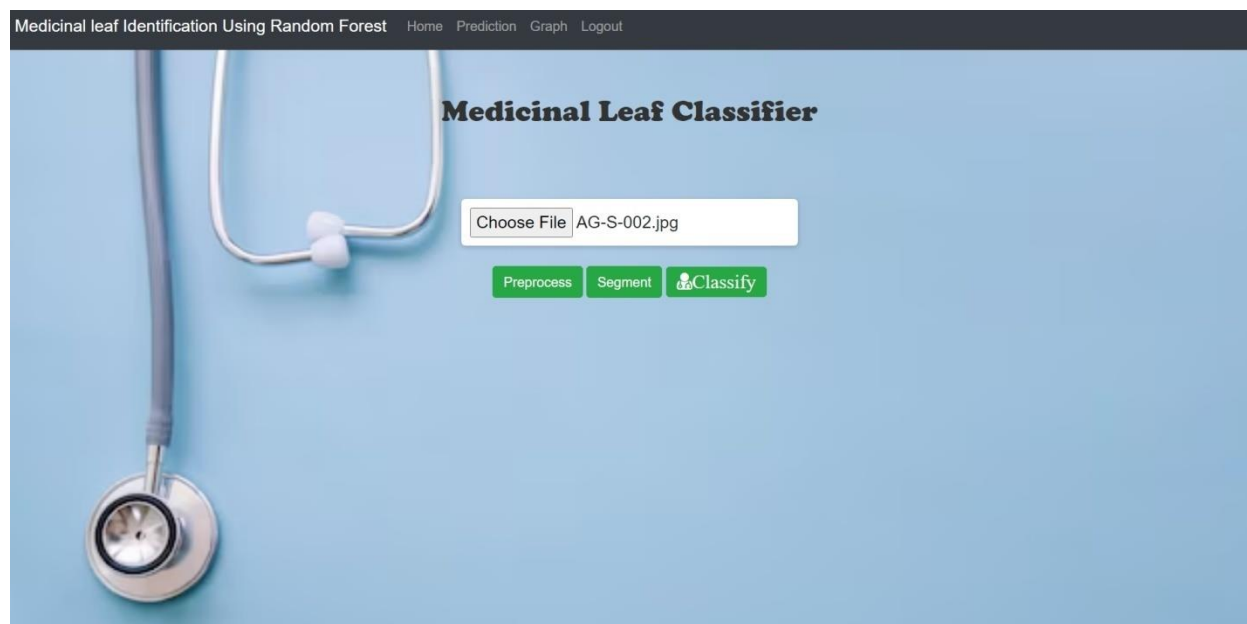 Medicinal leaf Identification Using Random Forest Home Prediction Graph Logout
Medicinal Leaf Classifier
Choose File AG-S-002.jpg
Preprocess Segment Classify